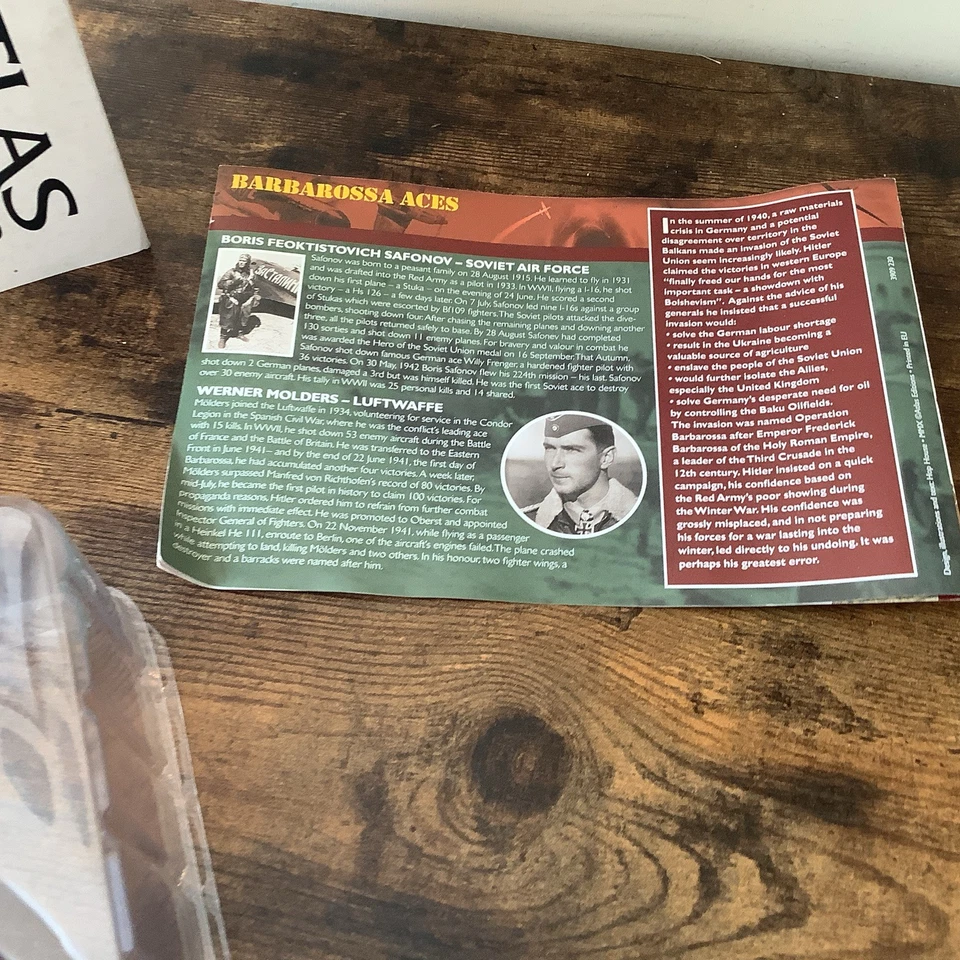 TLAS
BARBAROSSA ACES
BORIS FEOKTISTOVICH SAFONOV – SOVIET AIR FORCE
Safonov was born to a peasant family on 28 August 1915. He learned to fly in 1931
and was drafted into the Red Army as a pilot in 1933. In WWII, flying a I-16, he shot
down his first plane – a Stuka – on the evening of 24 June. He scored a second
victory – a Hs 126 – a few days later. On 7 July, Safonov led nine I-16s against a group
of Stukas which were escorted by Bf109 fighters. The Soviet pilots attacked the dive-
bombers, shooting down four. After chasing the remaining planes and downing another
three, all the pilots returned safely to base. By 28 August Safonov had completed
130 sorties and shot down 11 enemy planes. For bravery and valour in combat he
was awarded the Hero of the Soviet Union medal on 16 September. That Autumn,
Safonov shot down famous German ace Willy Frenger, a hardened fighter pilot with
36 victories. On 30 May, 1942 Boris Safonov flew his 224th mission – his last. Safonov
shot down 2 German planes, damaged a 3rd but was himself killed. He was the first Soviet ace to destroy
over 30 enemy aircraft. His tally in WWII was 25 personal kills and 14 shared.
WERNER MOLDERS – LUFTWAFFE
Mölders joined the Luftwaffe in 1934, volunteering for service in the Condor
Legion in the Spanish Civil War, where he was the conflict's leading ace
with 15 kills. In WWII, he shot down 53 enemy aircraft during the Battle
of France and the Battle of Britain. He was transferred to the Eastern
Front in June 1941– and by the end of 22 June 1941, the first day of
Barbarossa, he had accumulated another four victories. A week later,
Mölders surpassed Manfred von Richthofen's record of 80 victories. By
mid-July, he became the first pilot in history to claim 100 victories. For
propaganda reasons, Hitler ordered him to refrain from further combat
missions with immediate effect. He was promoted to Oberst and appointed
Inspector General of Fighters. On 22 November 1941, while flying as a passenger
in a Heinkel He 111, enroute to Berlin, one of the aircraft's engines failed. The plane crashed
while attempting to land, killing Mölders and two others. In his honour, two fighter wings, a
destroyer and a barracks were named after him.
In the summer of 1940, a raw materials
crisis in Germany and a potential
disagreement over territory in the
Balkans made an invasion of the Soviet
Union seem increasingly likely. Hitler
claimed the victories in western Europe
"finally freed our hands for the most
important task – a showdown with
Bolshevism". Against the advice of his
generals he insisted that a successful
invasion would:
• solve the German labour shortage
• result in the Ukraine becoming a
valuable source of agriculture
• enslave the people of the Soviet Union
• would further isolate the Allies,
especially the United Kingdom
• solve Germany's desperate need for oil
by controlling the Baku Oilfields.
The invasion was named Operation
Barbarossa after Emperor Frederick
Barbarossa of the Holy Roman Empire,
a leader of the Third Crusade in the
12th century. Hitler insisted on a quick
campaign, his confidence based on
the Red Army's poor showing during
the Winter War. His confidence was
grossly misplaced, and in not preparing
his forces for a war lasting into the
winter, led directly to his undoing. It was
perhaps his greatest error.
3909 230
MMIX © Atlas Editions • Printed in EU